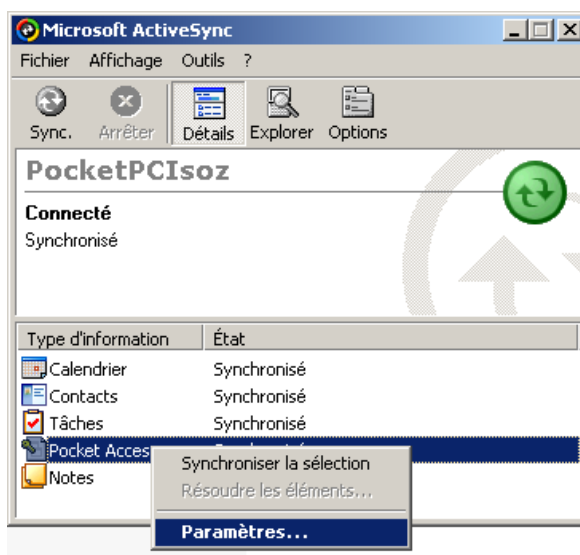 Microsoft ActiveSync
Fichier Affichage Outils ?
Sync. Arrêter Détails Explorer Options
PocketPCIsoz
Connecté
Synchronisé
Type d'information État
Calendrier Synchronisé
Contacts Synchronisé
Tâches Synchronisé
Pocket Acces
Notes
Synchroniser la sélection
Résoudre les éléments...
Paramètres...